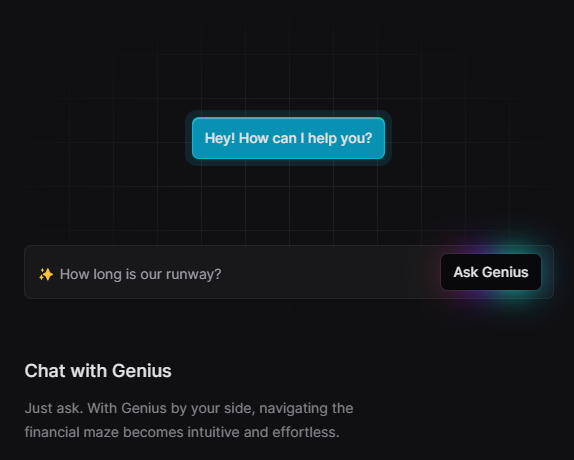 Hey! How can I help you?
✨ How long is our runway?
Ask Genius
Chat with Genius
Just ask. With Genius by your side, navigating the
financial maze becomes intuitive and effortless.